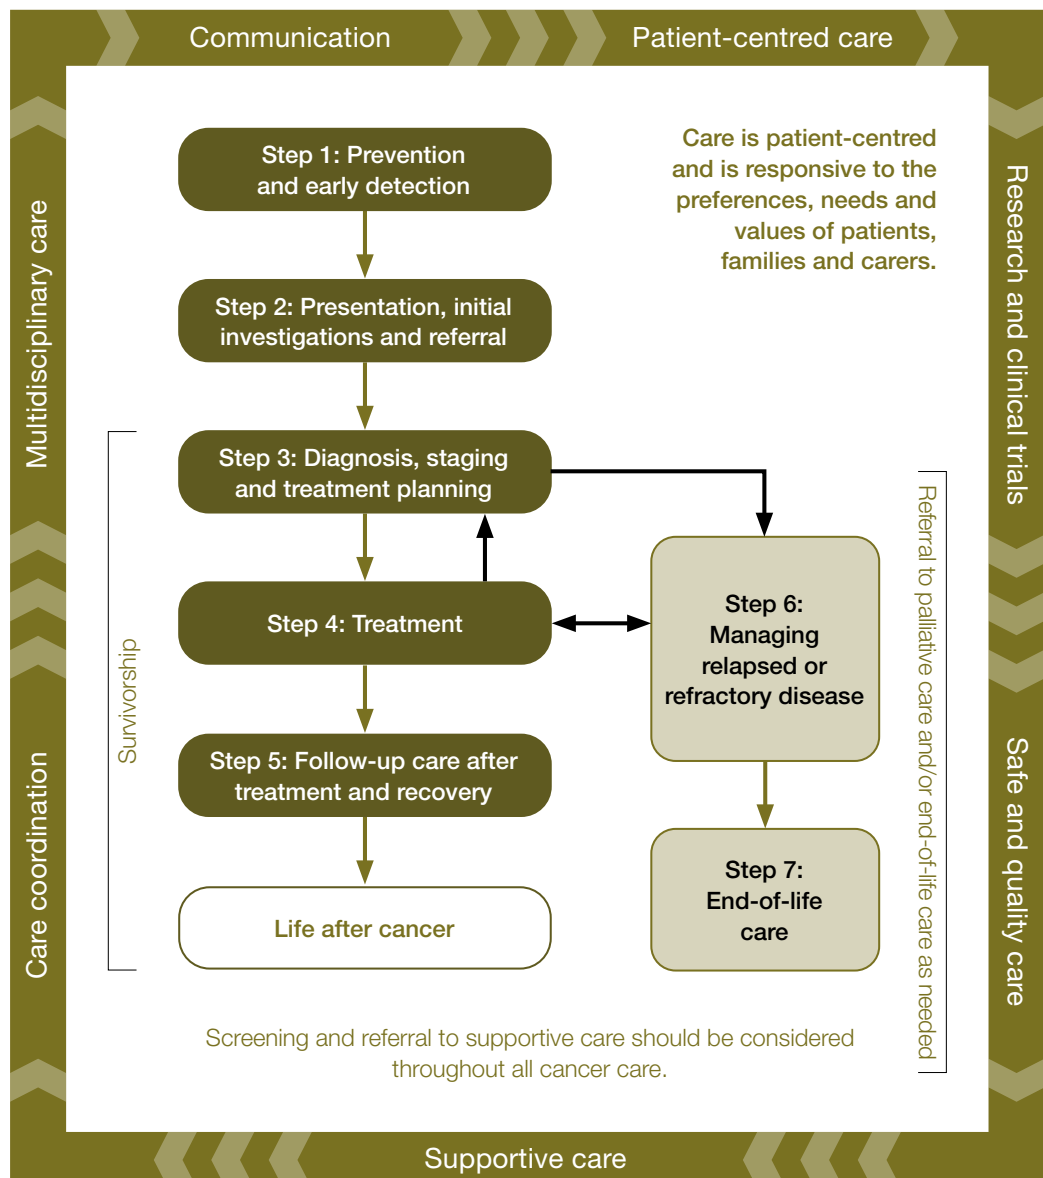 Communication
Patient-centred care
Multidisciplinary care
Care coordination
Step 1: Prevention
and early detection
Care is patient-centred
and is responsive to the
preferences, needs and
values of patients,
families and carers.
Step 2: Presentation, initial
investigations and referral
Step 3: Diagnosis, staging
and treatment planning
Step 4: Treatment
Step 5: Follow-up care after
treatment and recovery
Life after cancer
Survivorship
Step 6:
Managing
relapsed or
refractory disease
Step 7:
End-of-life
care
Referral to palliative care and/or end-of-life care as needed
Research and clinical trials
Safe and quality care
Screening and referral to supportive care should be considered
throughout all cancer care.
Supportive care